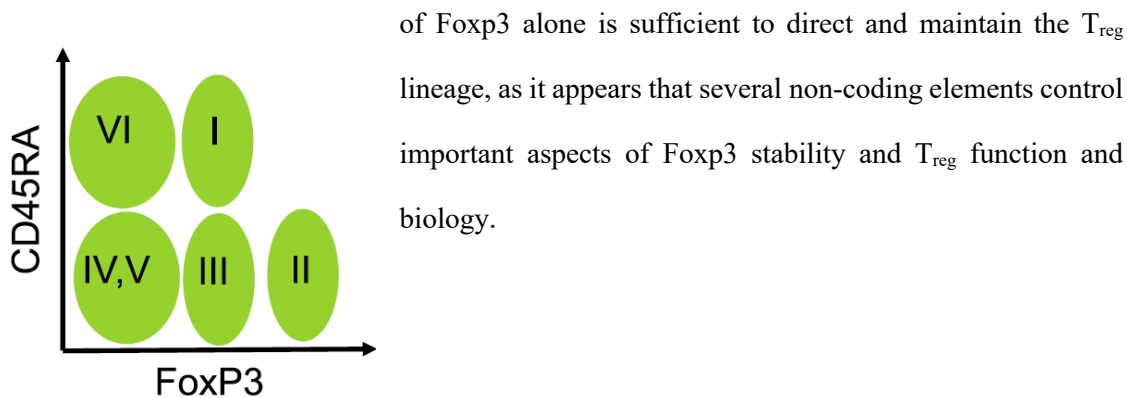 of Foxp3 alone is sufficient to direct and maintain the Treg
lineage, as it appears that several non-coding elements control
important aspects of Foxp3 stability and Treg function and
biology.
CD45RA
VI
I
IV,V
III
II
FoxP3